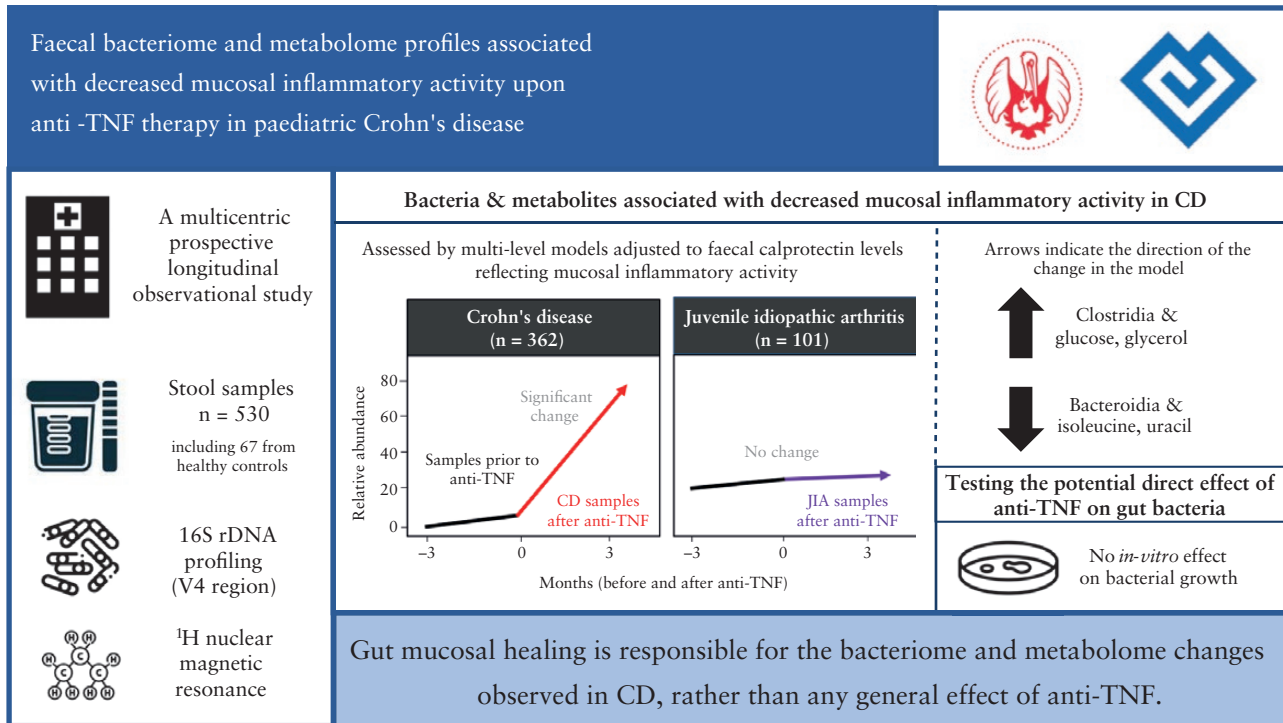 Faecal bacteriome and metabolome profiles associated
with decreased mucosal inflammatory activity upon
anti -TNF therapy in paediatric Crohn's disease
A multicentric
prospective
longitudinal
observational study
Stool samples
n = 530
including 67 from
healthy controls
16S rDNA
profiling
(V4 region)
H H
H C H
C C
H H H H
¹H nuclear
magnetic
resonance
Bacteria & metabolites associated with decreased mucosal inflammatory activity in CD
Assessed by multi-level models adjusted to faecal calprotectin levels
reflecting mucosal inflammatory activity
Crohn's disease
(n = 362)
Relative abundance
80
60
40
20
0
Significant
change
Samples prior to
anti-TNF
CD samples
after anti-TNF
−3 0 3
Juvenile idiopathic arthritis
(n = 101)
No change
JIA samples
after anti-TNF
−3 0 3
Months (before and after anti-TNF)
Arrows indicate the direction of the
change in the model
Clostridia &
glucose, glycerol
Bacteroidia &
isoleucine, uracil
Testing the potential direct effect of
anti-TNF on gut bacteria
No in-vitro effect
on bacterial growth
Gut mucosal healing is responsible for the bacteriome and metabolome changes
observed in CD, rather than any general effect of anti-TNF.